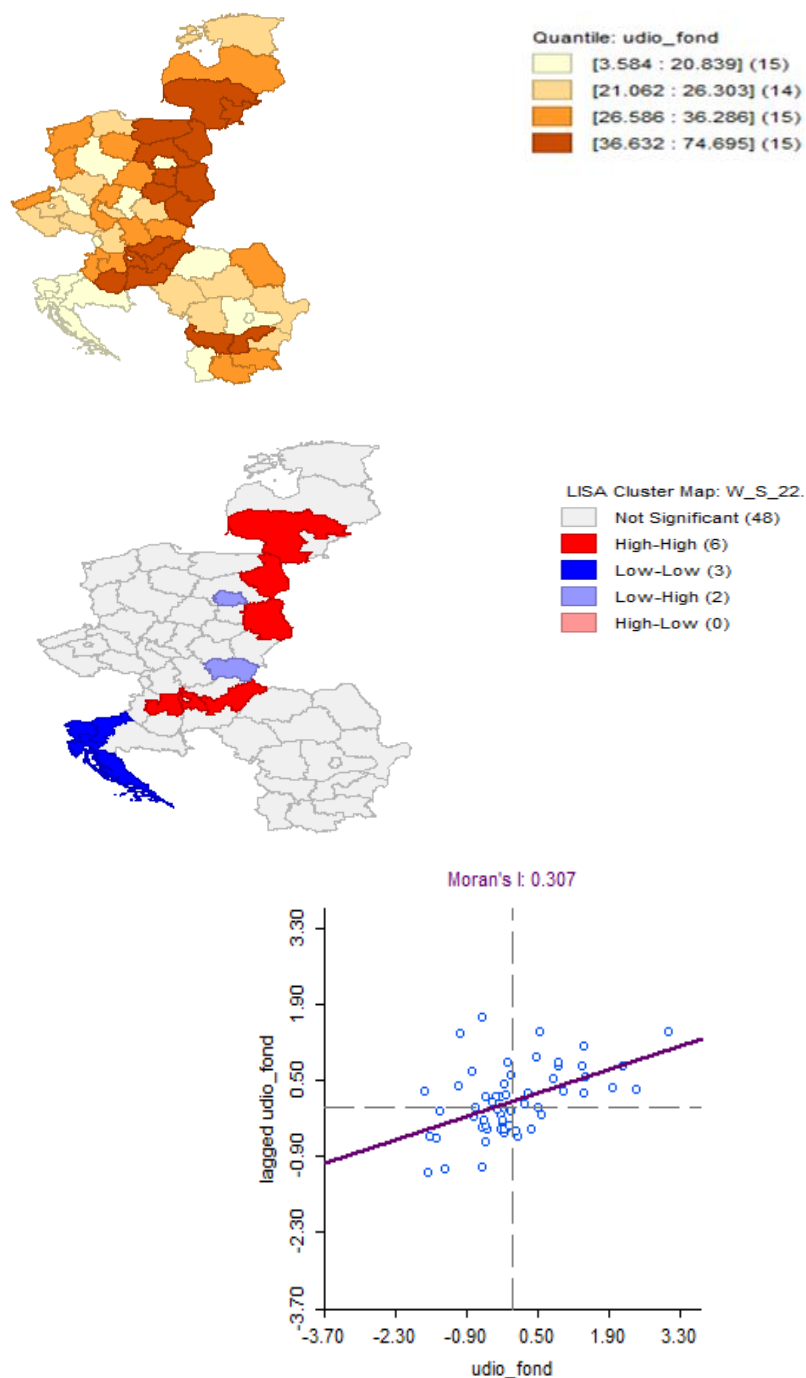 Quantile: udio_fond
[3.584 : 20.839] (15)
[21.062 : 26.303] (14)
[26.586 : 36.286] (15)
[36.632 : 74.695] (15)
LISA Cluster Map: W_S_22.
Not Significant (48)
High-High (6)
Low-Low (3)
Low-High (2)
High-Low (0)
Moran's I: 0.307
3.30
1.90
0.50
-0.90
-2.30
-3.70
lagged udio_fond
-3.70 -2.30 -0.90 0.50 1.90 3.30
udio_fond